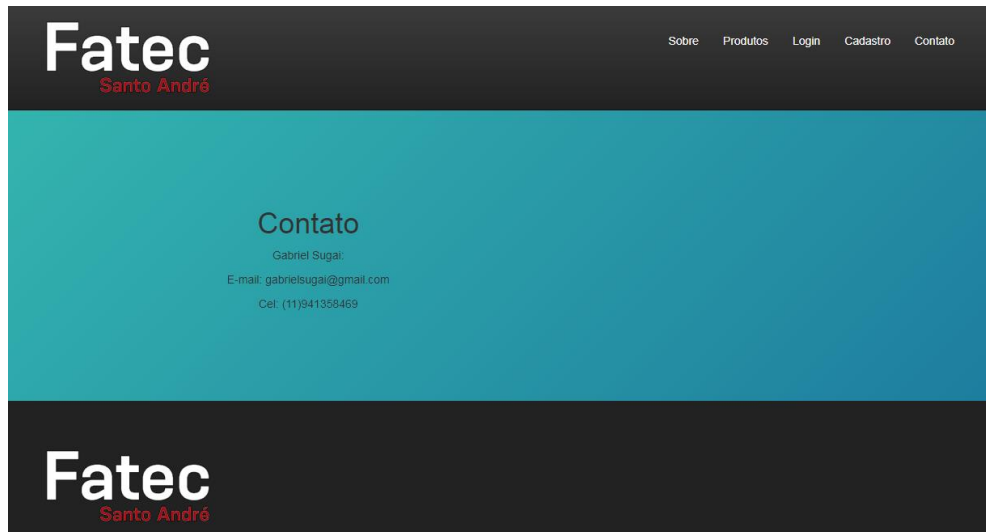 Fatec
Santo André
Sobre Produtos Login Cadastro Contato
Contato
Gabriel Sugai:
E-mail: gabrielsugai@gmail.com
Cel: (11)941358469
Fatec
Santo André